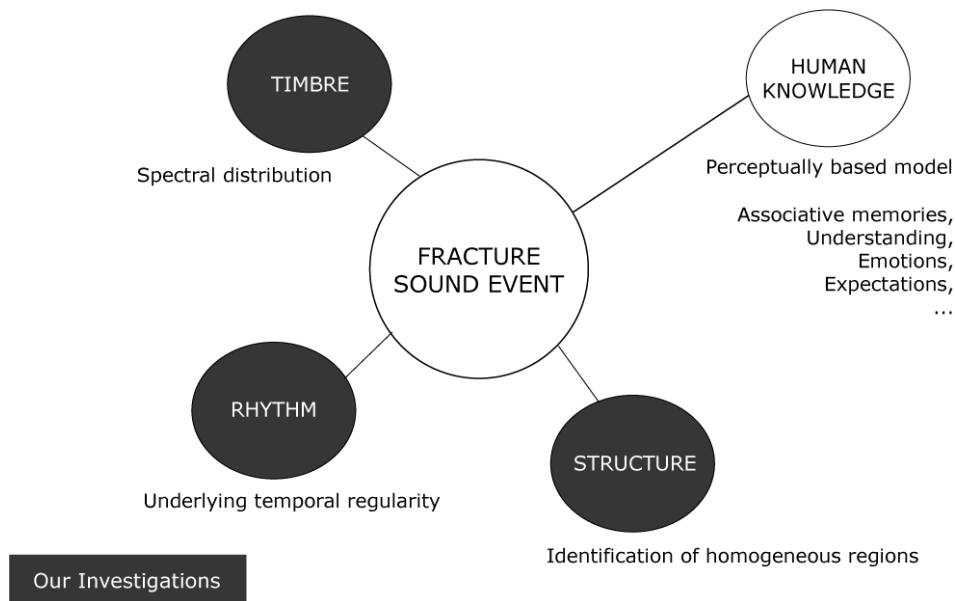 TIMBRE
Spectral distribution
HUMAN
KNOWLEDGE
Perceptually based model
Associative memories,
Understanding,
Emotions,
Expectations,
...
FRACTURE
SOUND EVENT
RHYTHM
Underlying temporal regularity
STRUCTURE
Identification of homogeneous regions
Our Investigations